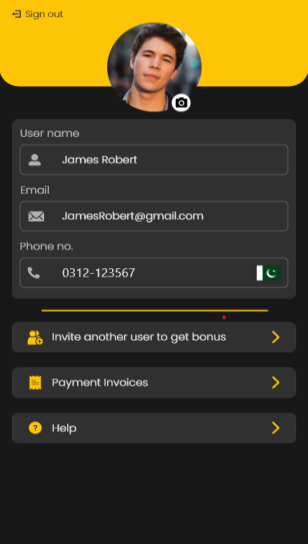 Sign out
User name
James Robert
Email
JamesRobert@gmail.com
Phone no.
0312-123567
Invite another user to get bonus
Payment Invoices
Help